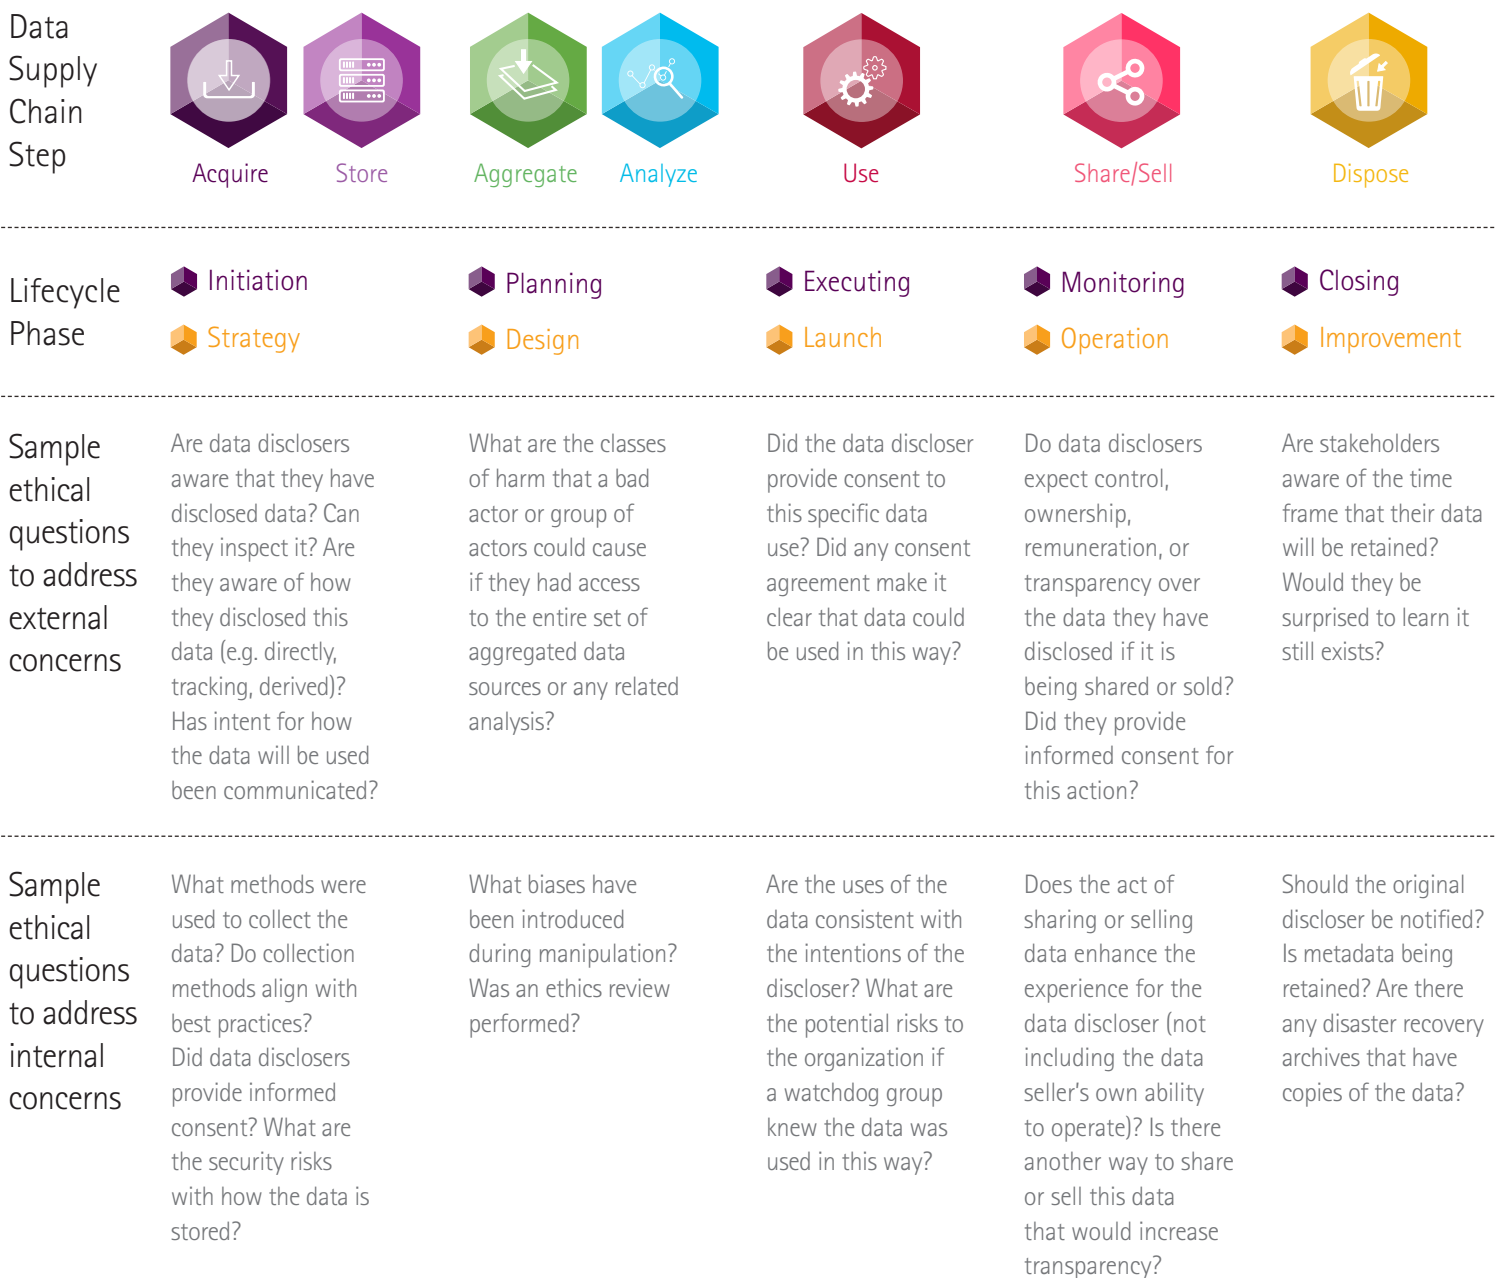 Data
Supply
Chain
Step
Acquire
Store
Aggregate
Analyze
Use
Share/Sell
Dispose
Lifecycle
Phase
Initiation
Strategy
Planning
Design
Executing
Launch
Monitoring
Operation
Closing
Improvement
Sample
ethical
questions
to address
external
concerns
Are data disclosers
aware that they have
disclosed data? Can
they inspect it? Are
they aware of how
they disclosed this
data (e.g. directly,
tracking, derived)?
Has intent for how
the data will be used
been communicated?
What are the classes
of harm that a bad
actor or group of
actors could cause
if they had access
to the entire set of
aggregated data
sources or any related
analysis?
Did the data discloser
provide consent to
this specific data
use? Did any consent
agreement make it
clear that data could
be used in this way?
Do data disclosers
expect control,
ownership,
remuneration, or
transparency over
the data they have
disclosed if it is
being shared or sold?
Did they provide
informed consent for
this action?
Are stakeholders
aware of the time
frame that their data
will be retained?
Would they be
surprised to learn it
still exists?
Sample
ethical
questions
to address
internal
concerns
What methods were
used to collect the
data? Do collection
methods align with
best practices?
Did data disclosers
provide informed
consent? What are
the security risks
with how the data is
stored?
What biases have
been introduced
during manipulation?
Was an ethics review
performed?
Are the uses of the
data consistent with
the intentions of the
discloser? What are
the potential risks to
the organization if
a watchdog group
knew the data was
used in this way?
Does the act of
sharing or selling
data enhance the
experience for the
data discloser (not
including the data
seller's own ability
to operate)? Is there
another way to share
or sell this data
that would increase
transparency?
Should the original
discloser be notified?
Is metadata being
retained? Are there
any disaster recovery
archives that have
copies of the data?